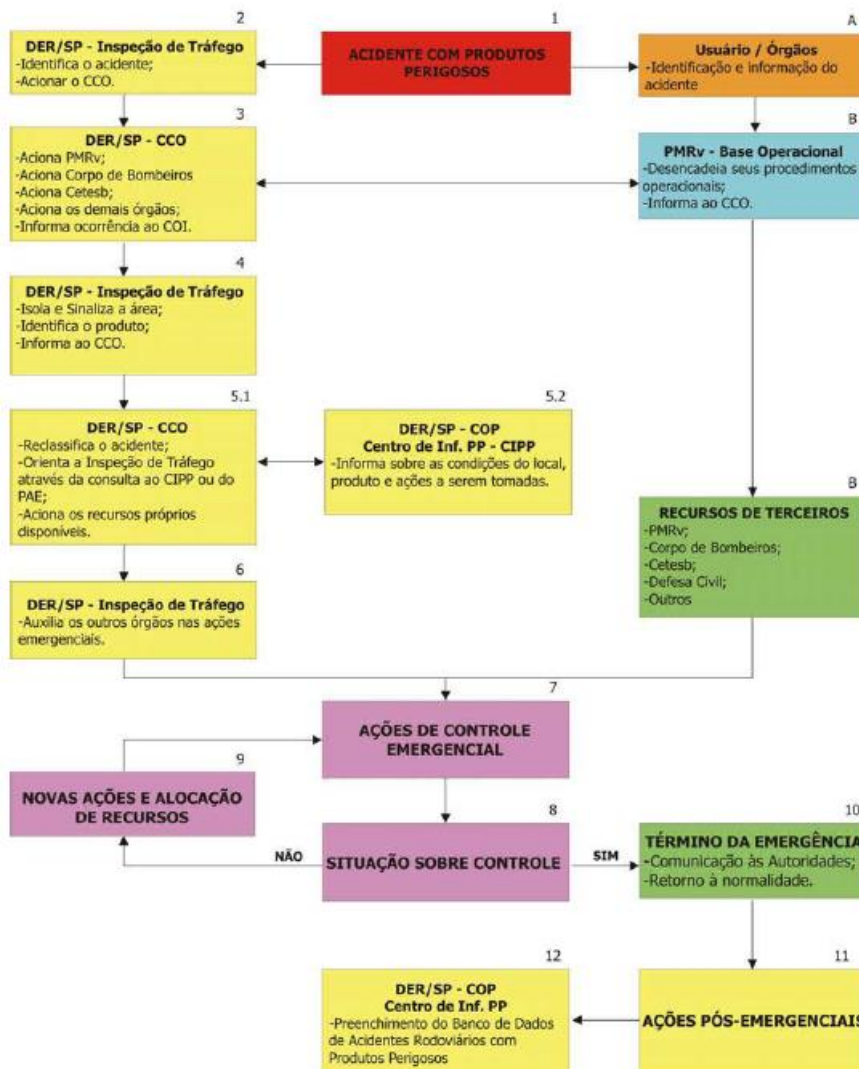 2
DER/SP - Inspeção de Tráfego
-Identifica o acidente;
-Acionar o CCO.
1
ACIDENTE COM PRODUTOS
PERIGOSOS
A
Usuário / Órgãos
-Identificação e informação do
acidente
3
DER/SP - CCO
-Aciona PMRv;
-Aciona Corpo de Bombeiros
-Aciona Cetesb;
-Aciona os demais órgãos;
-Informa ocorrência ao COI.
B
PMRv - Base Operacional
-Desencadeia seus procedimentos
operacionais;
-Informa ao CCO.
4
DER/SP - Inspeção de Tráfego
-Isola e Sinaliza a área;
-Identifica o produto;
-Informa ao CCO.
5.1
DER/SP - CCO
-Reclassifica o acidente;
-Orienta a Inspeção de Tráfego
através da consulta ao CIPP ou do
PAE;
-Aciona os recursos próprios
disponíveis.
5.2
DER/SP - COP
Centro de Inf. PP - CIPP
-Informa sobre as condições do local,
produto e ações a serem tomadas.
B
RECURSOS DE TERCEIROS
-PMRv;
-Corpo de Bombeiros;
-Cetesb;
-Defesa Civil;
-Outros
6
DER/SP - Inspeção de Tráfego
-Auxilia os outros órgãos nas ações
emergenciais.
7
AÇÕES DE CONTROLE
EMERGENCIAL
9
NOVAS AÇÕES E ALOCAÇÃO
DE RECURSOS
8
NÃO
SITUAÇÃO SOBRE CONTROLE
SIM
10
TÉRMINO DA EMERGÊNCIA
-Comunicação às Autoridades;
-Retorno à normalidade.
12
DER/SP - COP
Centro de Inf. PP
-Preenchimento do Banco de Dados
de Acidentes Rodoviários com
Produtos Perigosos
11
AÇÕES PÓS-EMERGENCIAIS